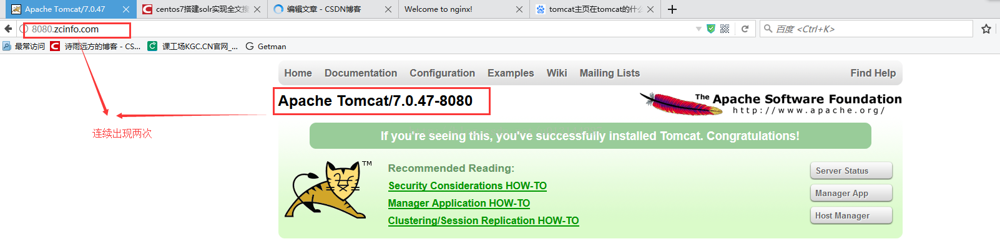 Apache Tomcat/7.0.47
centos7搭建solr实现全文搜
编辑文章 - CSDN博客
Welcome to nginx!
tomcat主页在tomcat的什么
8080.zcinfo.com
百度 <Ctrl+K>
最常访问
诗雨远方的博客 - CS...
课工场KGC.CN官网_...
Getman
Home Documentation Configuration Examples Wiki Mailing Lists Find Help
Apache Tomcat/7.0.47-8080
The Apache Software Foundation
http://www.apache.org/
连续出现两次
If you're seeing this, you've successfully installed Tomcat. Congratulations!
TM
Recommended Reading:
Security Considerations HOW-TO
Manager Application HOW-TO
Clustering/Session Replication HOW-TO
Server Status
Manager App
Host Manager